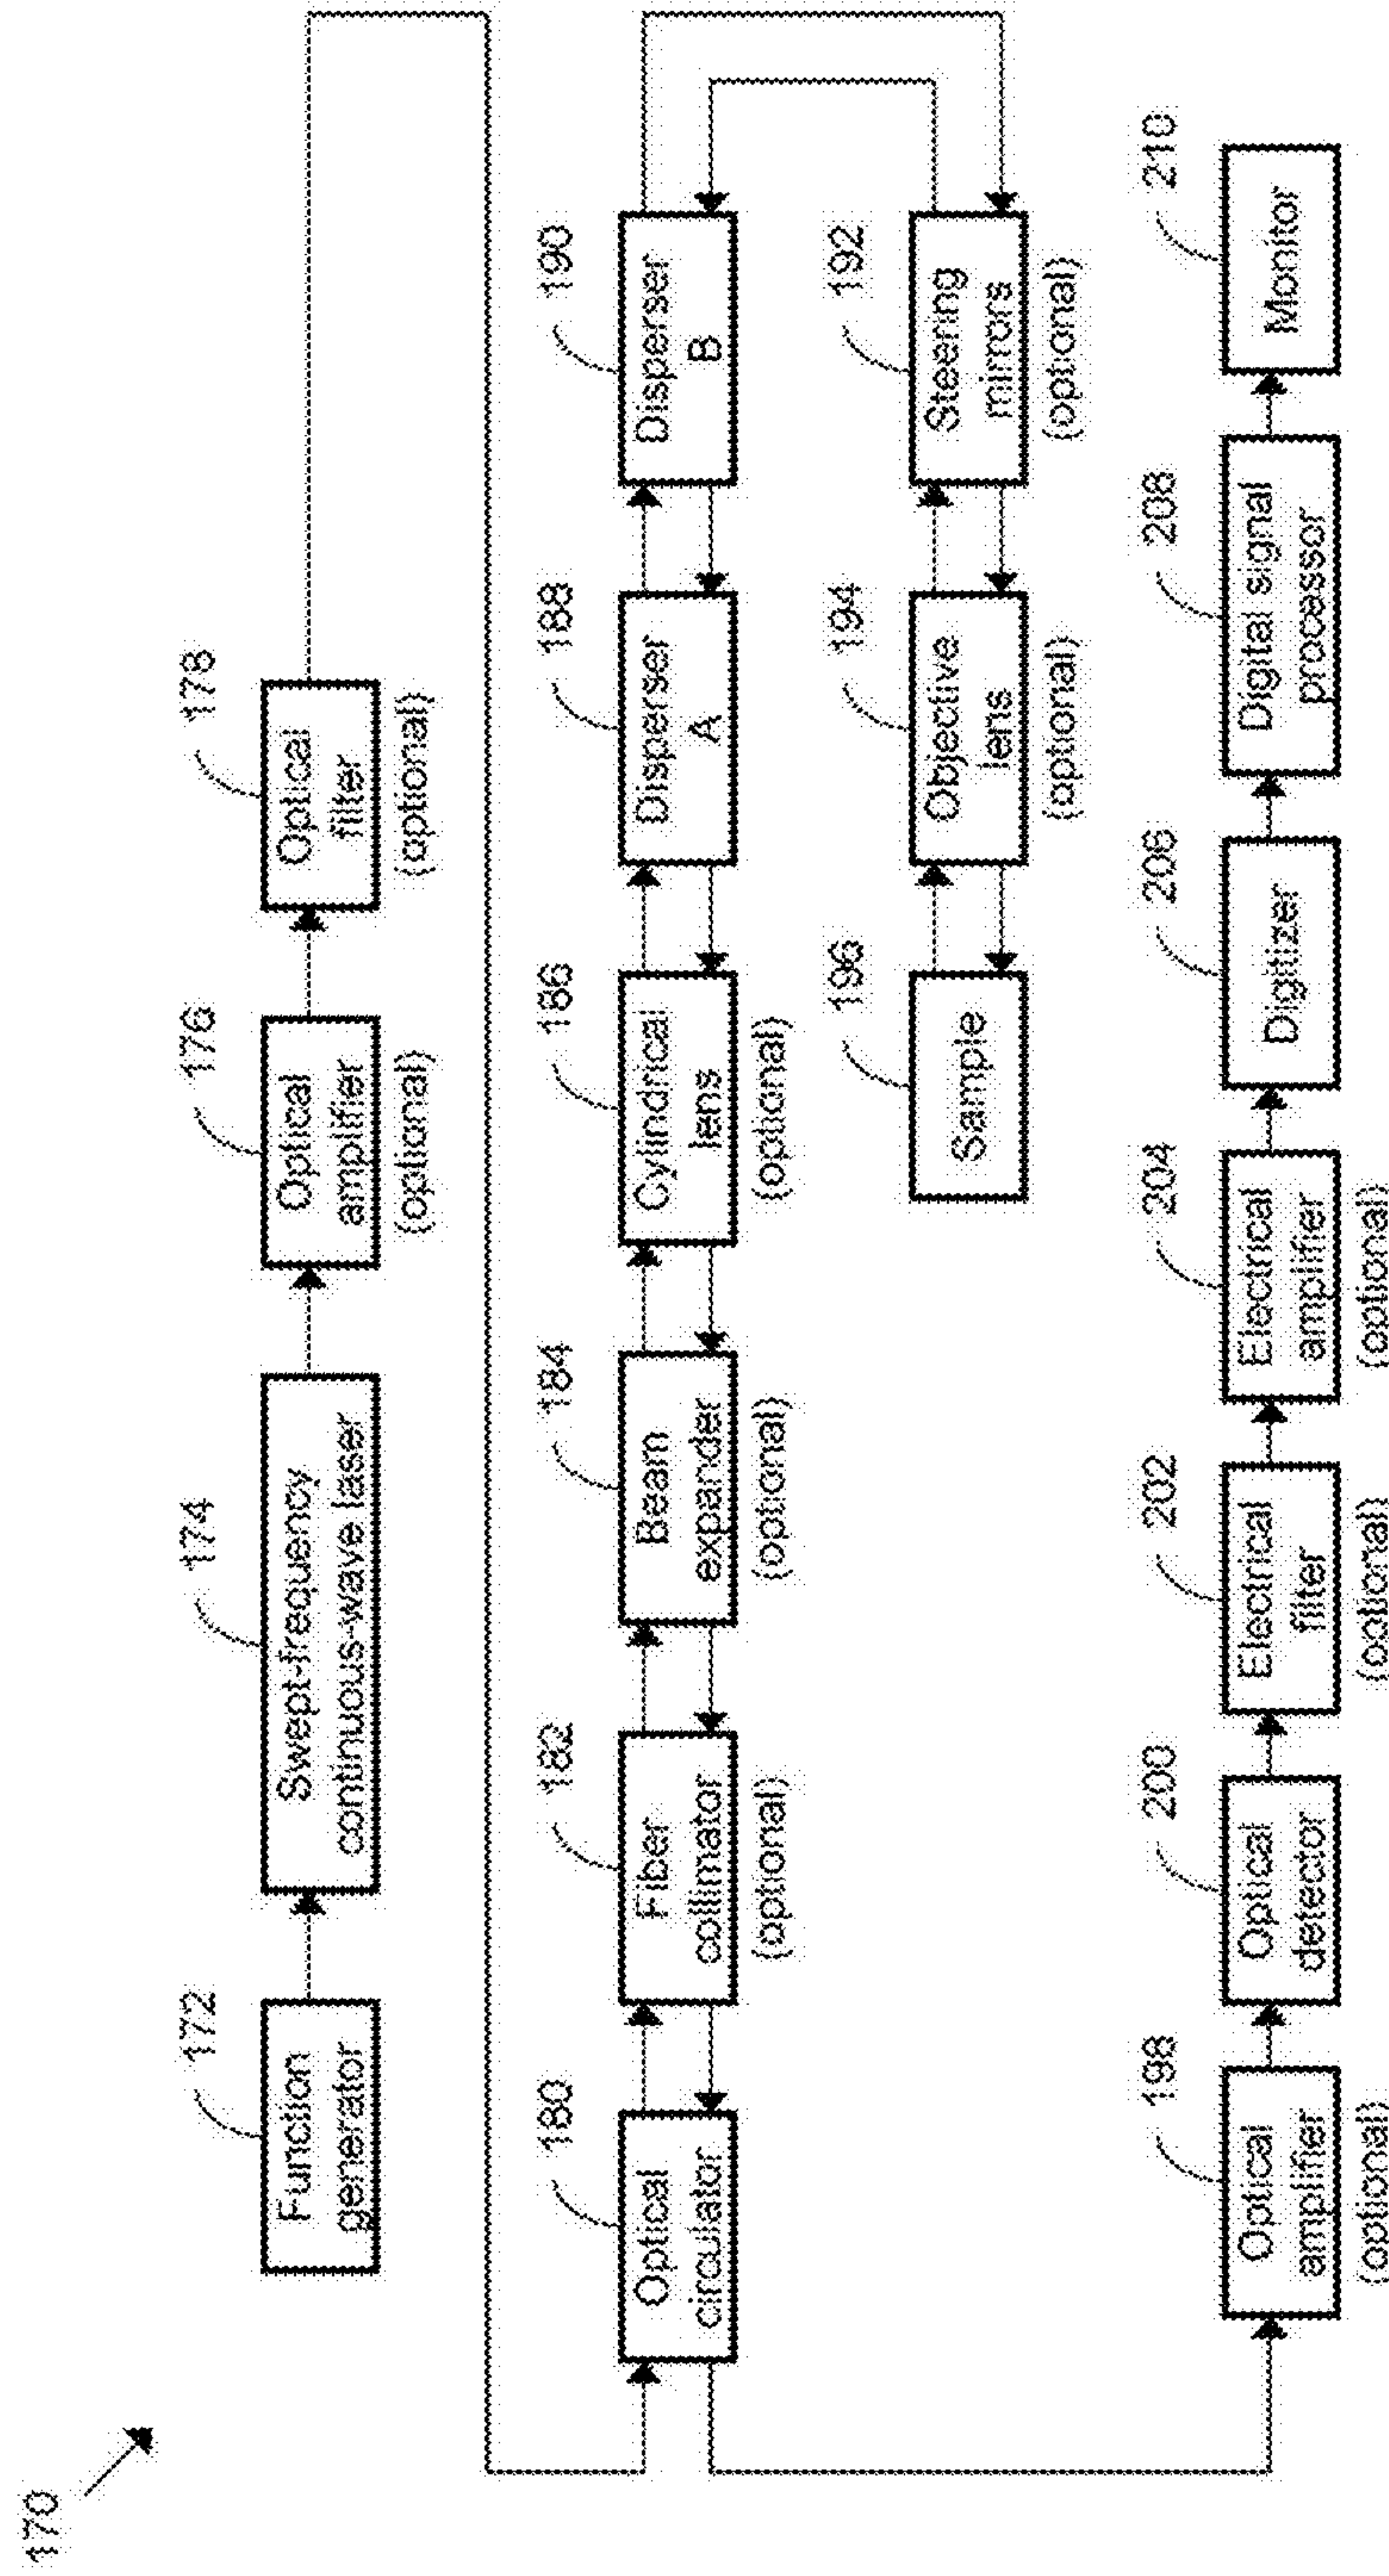 170
172
Function
generator
174
Swept-frequency
continuous-wave laser
176
Optical
amplifier
(optional)
178
Optical
filter
(optional)
180
Optical
circulator
182
Fiber
collimator
(optional)
184
Beam
expander
(optional)
186
Cylindrical
lens
(optional)
188
Disperser
A
190
Disperser
B
196
Sample
194
Objective
lens
(optional)
192
Steering
mirrors
(optional)
198
Optical
amplifier
(optional)
200
Optical
detector
202
Electrical
filter
(optional)
204
Electrical
amplifier
(optional)
206
Digitizer
208
Digital signal
processor
210
Monitor